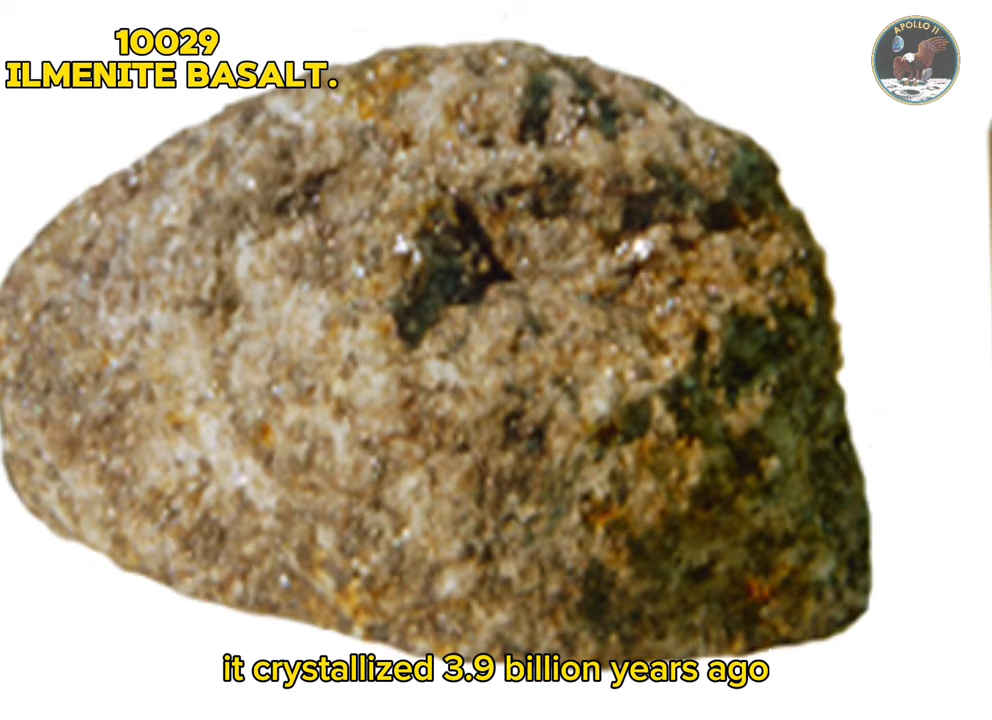 10029
ILMENITE BASALT.
APOLLO 11
it crystallized 3.9 billion years ago